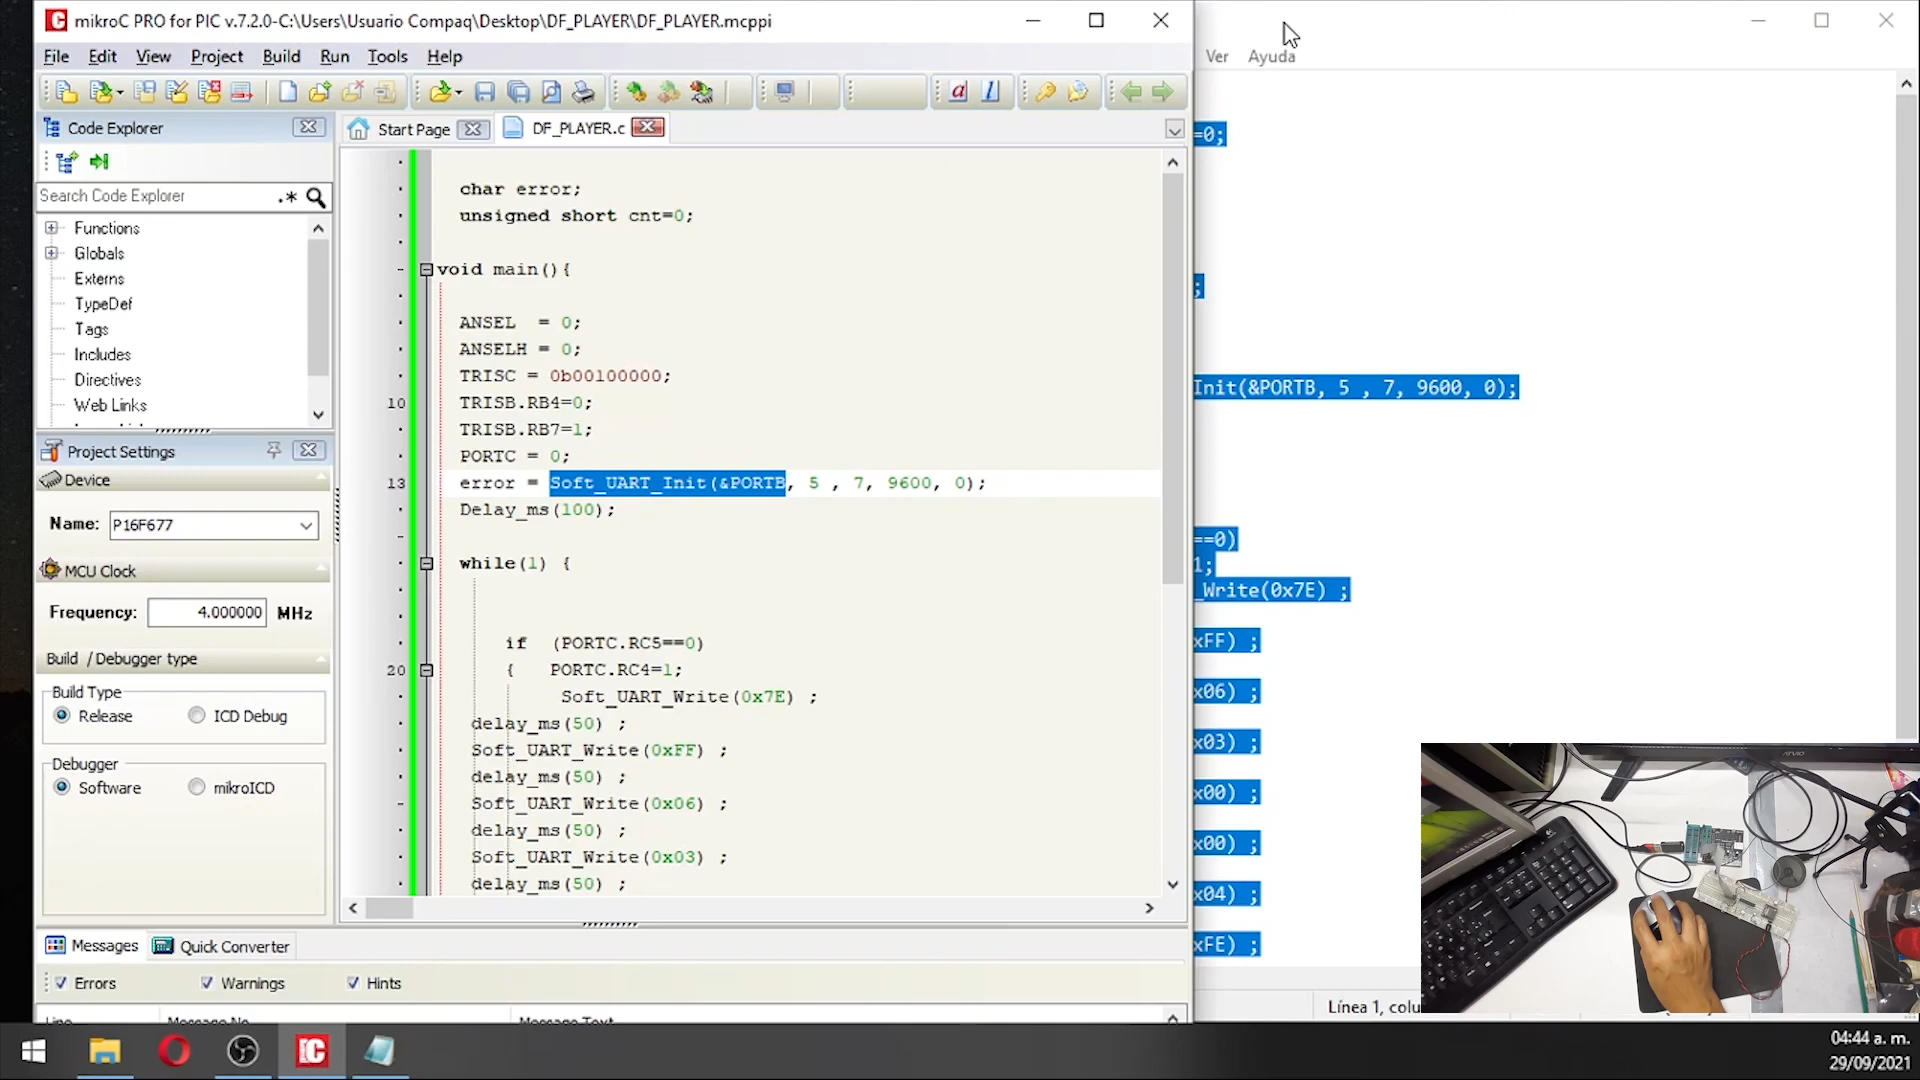 mikroC PRO for PIC v.7.2.0-C:\Users\Usuario Compaq\Desktop\DF_PLAYER\DF_PLAYER.mcppi
File Edit View Project Build Run Tools Help
Code Explorer
Search Code Explorer .*
Functions
Globals
Externs
TypeDef
Tags
Includes
Directives
Web Links
Project Settings
Device
Name: P16F677
MCU Clock
Frequency: 4.000000 MHz
Build / Debugger type
Build Type
Release ICD Debug
Debugger
Software mikroICD
Start Page DF_PLAYER.c
char error;
unsigned short cnt=0;
void main(){
ANSEL = 0;
ANSELH = 0;
TRISC = 0b00100000;
10 TRISB.RB4=0;
TRISB.RB7=1;
PORTC = 0;
13 error = Soft_UART_Init(&PORTB, 5 , 7, 9600, 0);
Delay_ms(100);
while(1) {
if (PORTC.RC5==0)
20 { PORTC.RC4=1;
Soft_UART_Write(0x7E) ;
delay_ms(50) ;
Soft_UART_Write(0xFF) ;
delay_ms(50) ;
Soft_UART_Write(0x06) ;
delay_ms(50) ;
Soft_UART_Write(0x03) ;
delay_ms(50) ;
Messages Quick Converter
Errors Warnings Hints
Line Message No. Message Text
Ver Ayuda
=0;
;
Init(&PORTB, 5 , 7, 9600, 0);
==0)
1;
_Write(0x7E) ;
xFF) ;
x06) ;
x03) ;
x00) ;
x00) ;
x04) ;
xFE) ;
Línea 1, colu
04:44 a. m.
29/09/2021